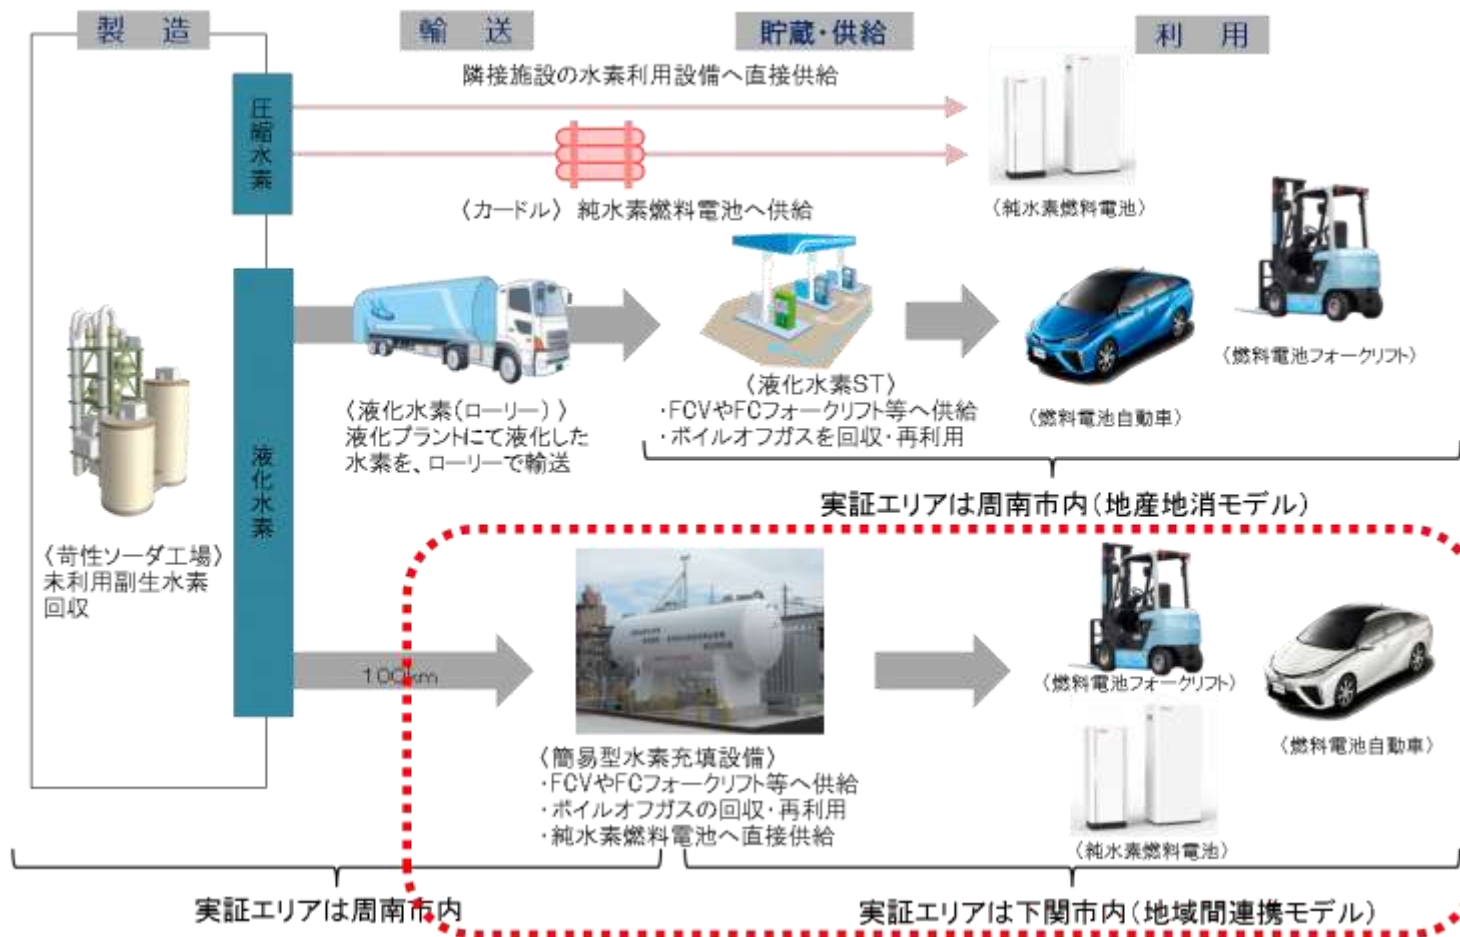 製　造
輸　送
貯蔵・供給
利　用
隣接施設の水素利用設備へ直接供給
圧縮水素
〈カードル〉 純水素燃料電池へ供給
〈純水素燃料電池〉
〈燃料電池フォークリフト〉
〈燃料電池自動車〉
〈液化水素(ローリー)〉
液化プラントにて液化した
水素を、ローリーで輸送
〈液化水素ST〉
・FCVやFCフォークリフト等へ供給
・ボイルオフガスを回収・再利用
液化水素
実証エリアは周南市内(地産地消モデル)
〈苛性ソーダ工場〉
未利用副生水素
回収
100km
〈簡易型水素充填設備〉
・FCVやFCフォークリフト等へ供給
・ボイルオフガスの回収・再利用
・純水素燃料電池へ直接供給
〈燃料電池フォークリフト〉
〈燃料電池自動車〉
〈純水素燃料電池〉
実証エリアは周南市内
実証エリアは下関市内(地域間連携モデル)